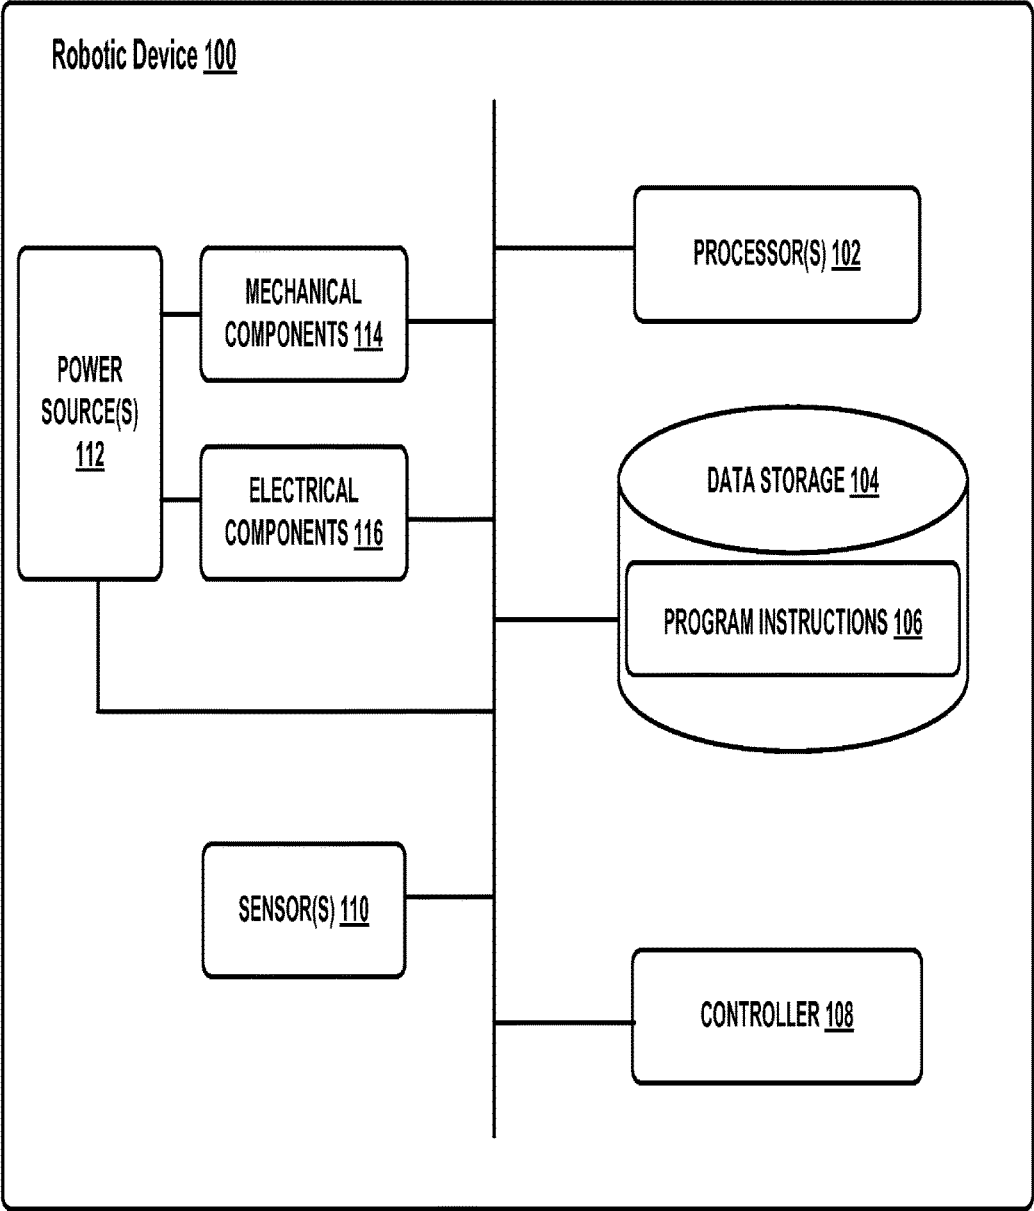 Robotic Device 100
PROCESSOR(S) 102
MECHANICAL
COMPONENTS 114
POWER
SOURCE(S)
112
ELECTRICAL
COMPONENTS 116
DATA STORAGE 104
PROGRAM INSTRUCTIONS 106
SENSOR(S) 110
CONTROLLER 108